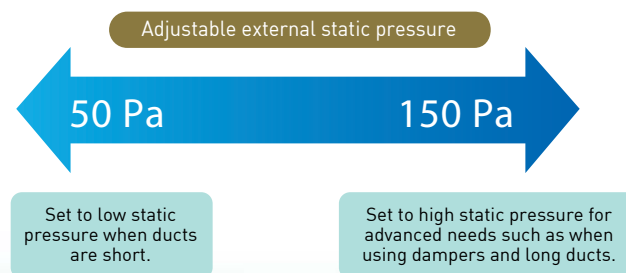 Adjustable external static pressure
50 Pa
150 Pa
Set to low static
pressure when ducts
are short.
Set to high static pressure for
advanced needs such as when
using dampers and long ducts.